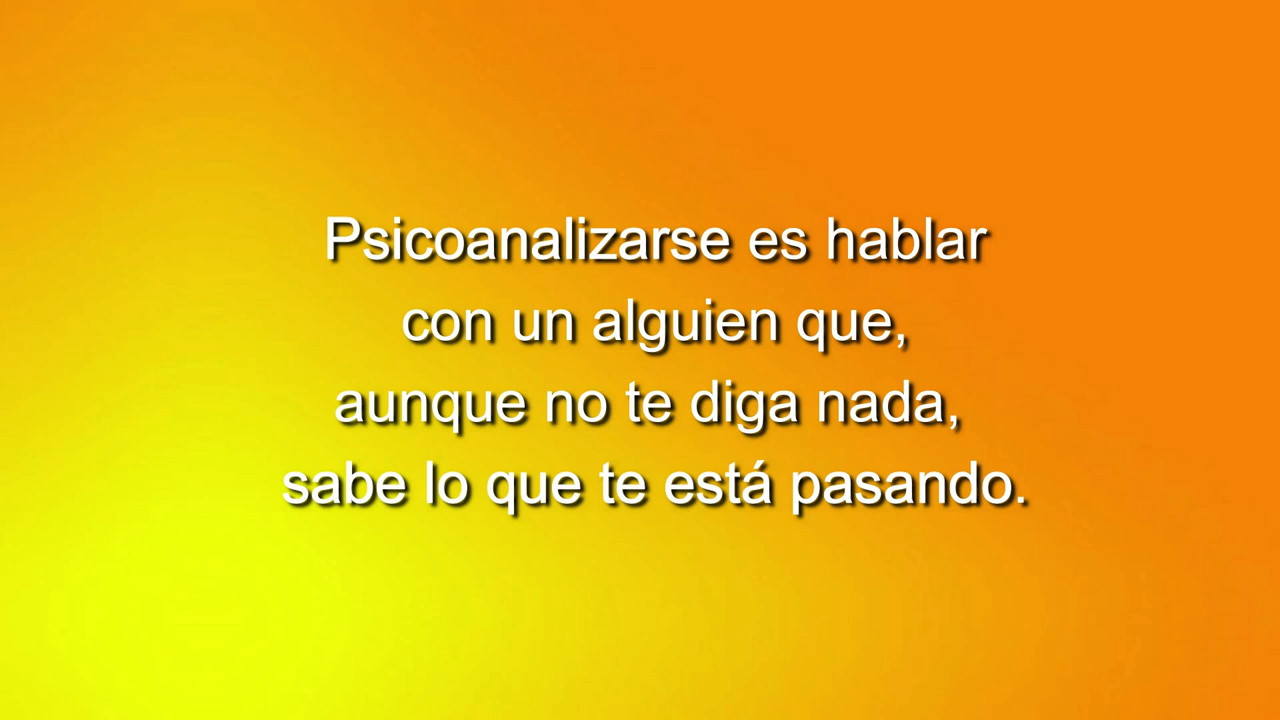 Psicoanalizarse es hablar
con un alguien que,
aunque no te diga nada,
sabe lo que te está pasando.